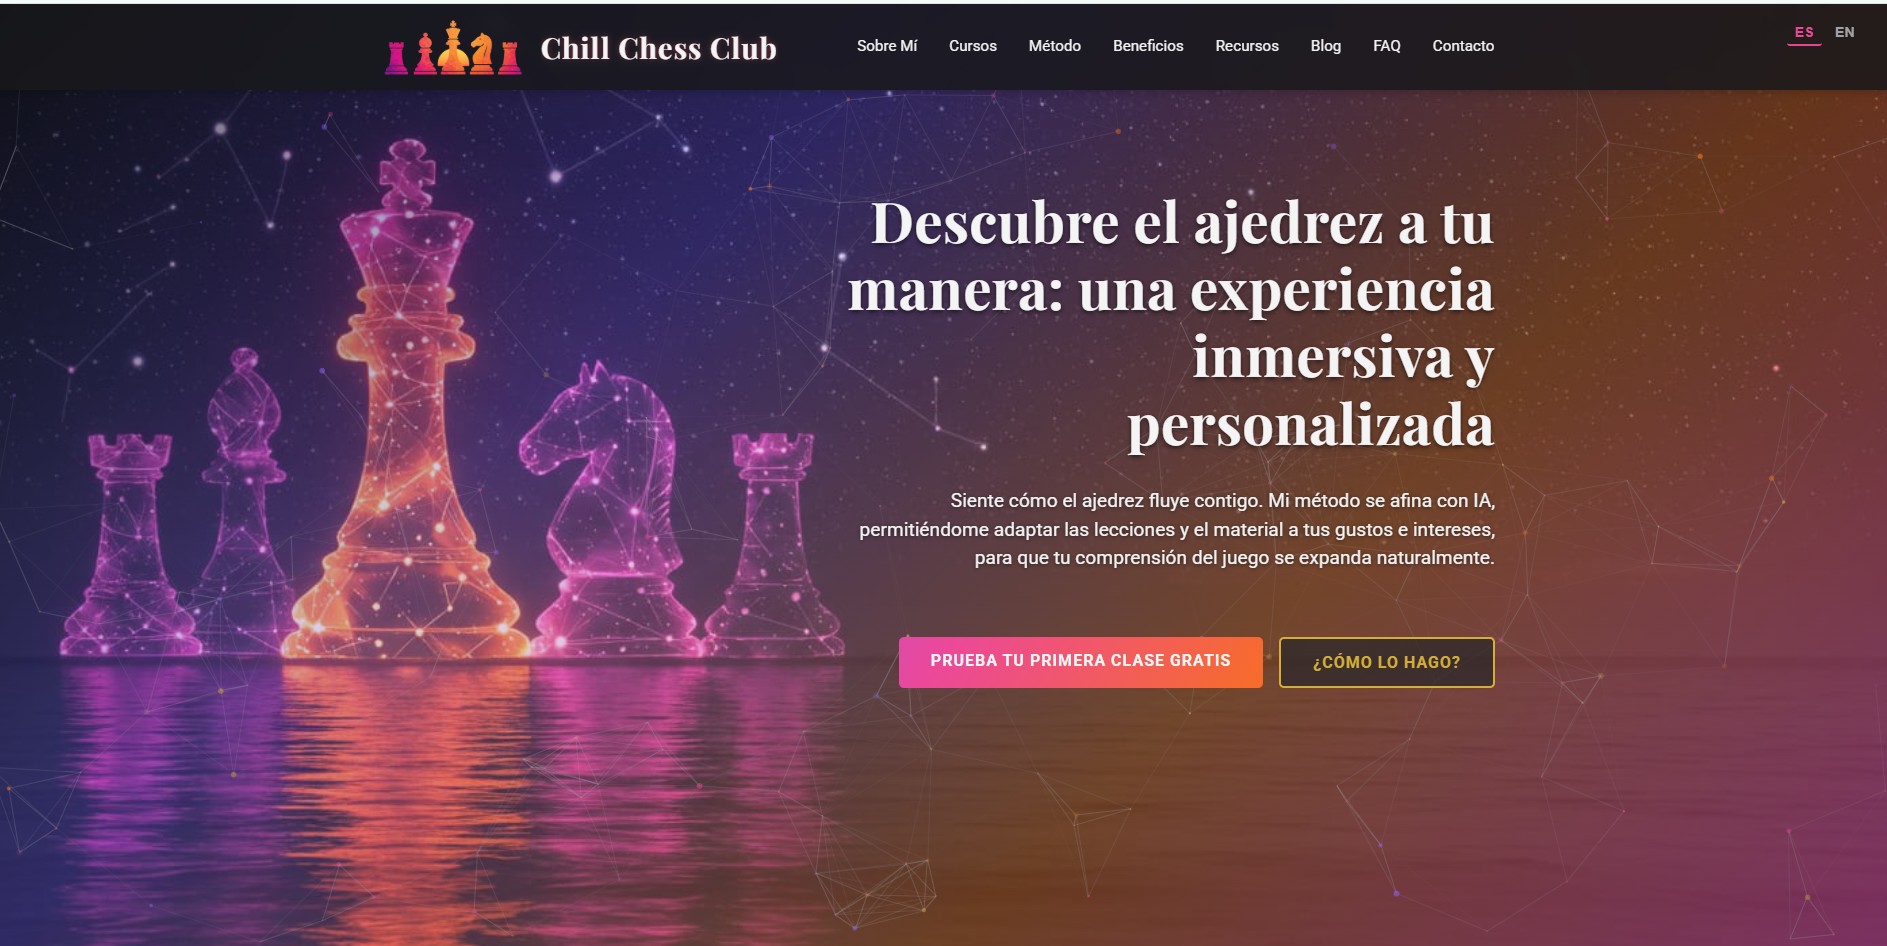 Chill Chess Club
Sobre Mí Cursos Método Beneficios Recursos Blog FAQ Contacto
ES EN
Descubre el ajedrez a tu
manera: una experiencia
inmersiva y
personalizada
Siente cómo el ajedrez fluye contigo. Mi método se afina con IA,
permitiéndome adaptar las lecciones y el material a tus gustos e intereses,
para que tu comprensión del juego se expanda naturalmente.
PRUEBA TU PRIMERA CLASE GRATIS ¿CÓMO LO HAGO?